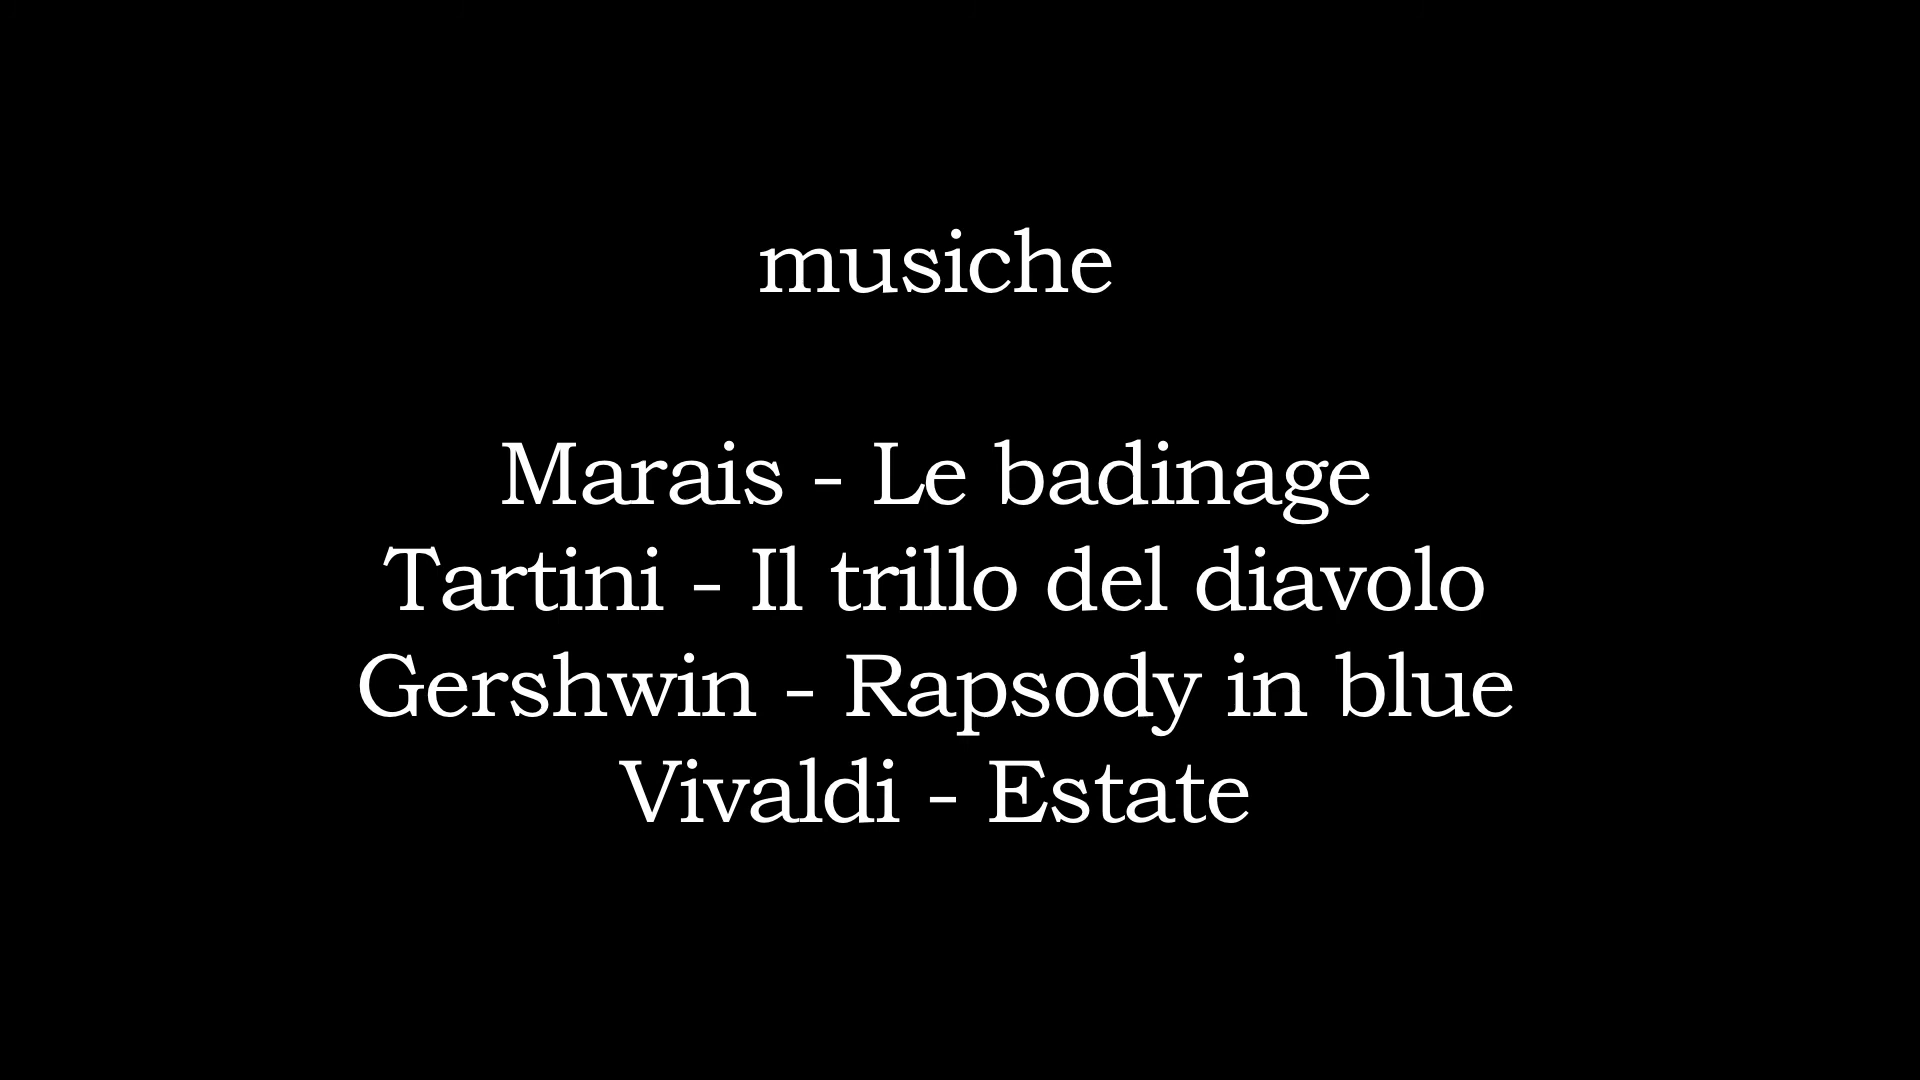 musiche
Marais - Le badinage
Tartini - Il trillo del diavolo
Gershwin - Rapsody in blue
Vivaldi - Estate